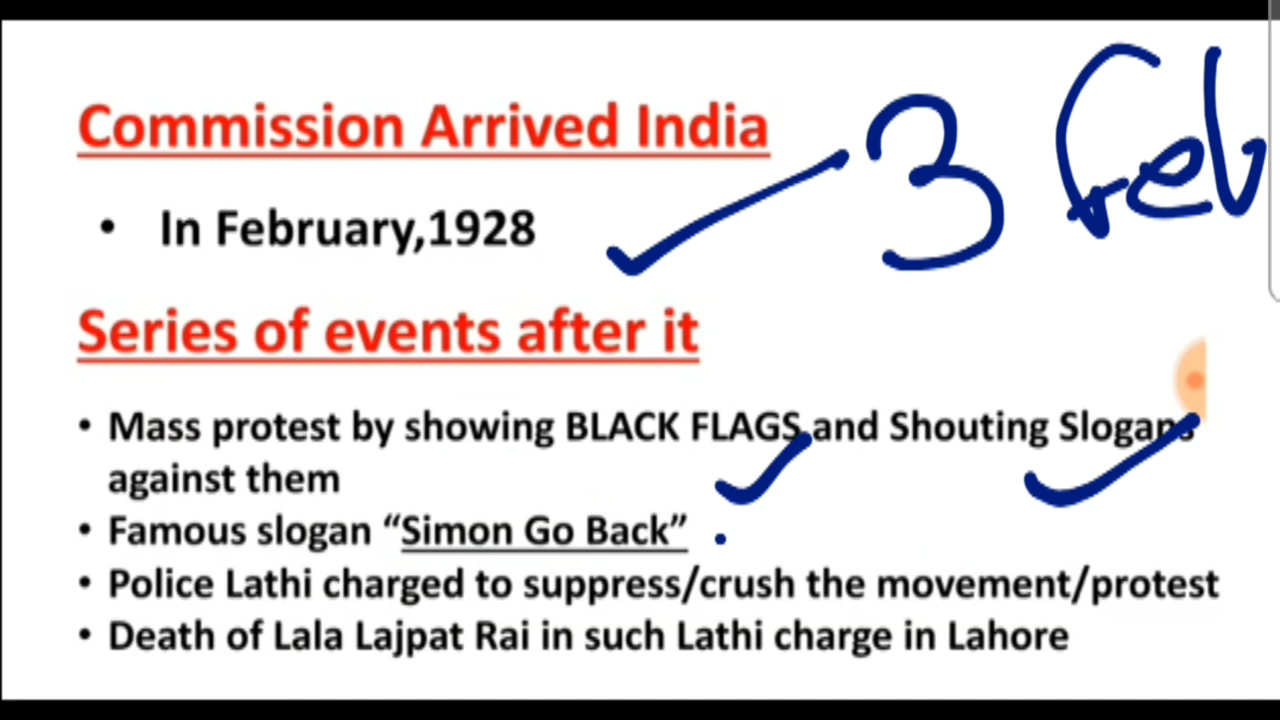 Commission Arrived India
3 Feb
• In February,1928
Series of events after it
• Mass protest by showing BLACK FLAGS and Shouting Slogans
against them
• Famous slogan “Simon Go Back”
• Police Lathi charged to suppress/crush the movement/protest
• Death of Lala Lajpat Rai in such Lathi charge in Lahore